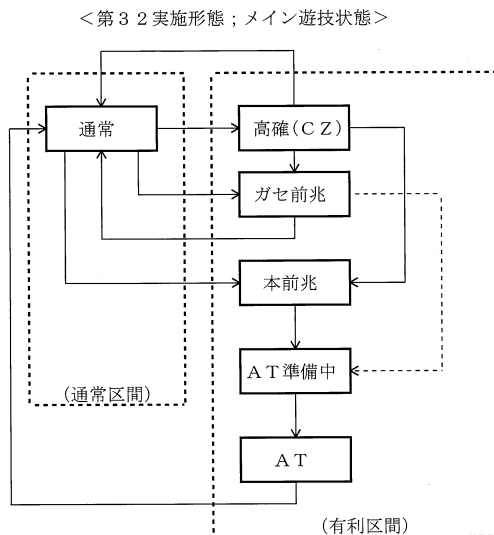 ＜第３２実施形態；メイン遊技状態＞
通常
高確（ＣＺ）
ガセ前兆
本前兆
ＡＴ準備中
（通常区間）
ＡＴ
（有利区間）